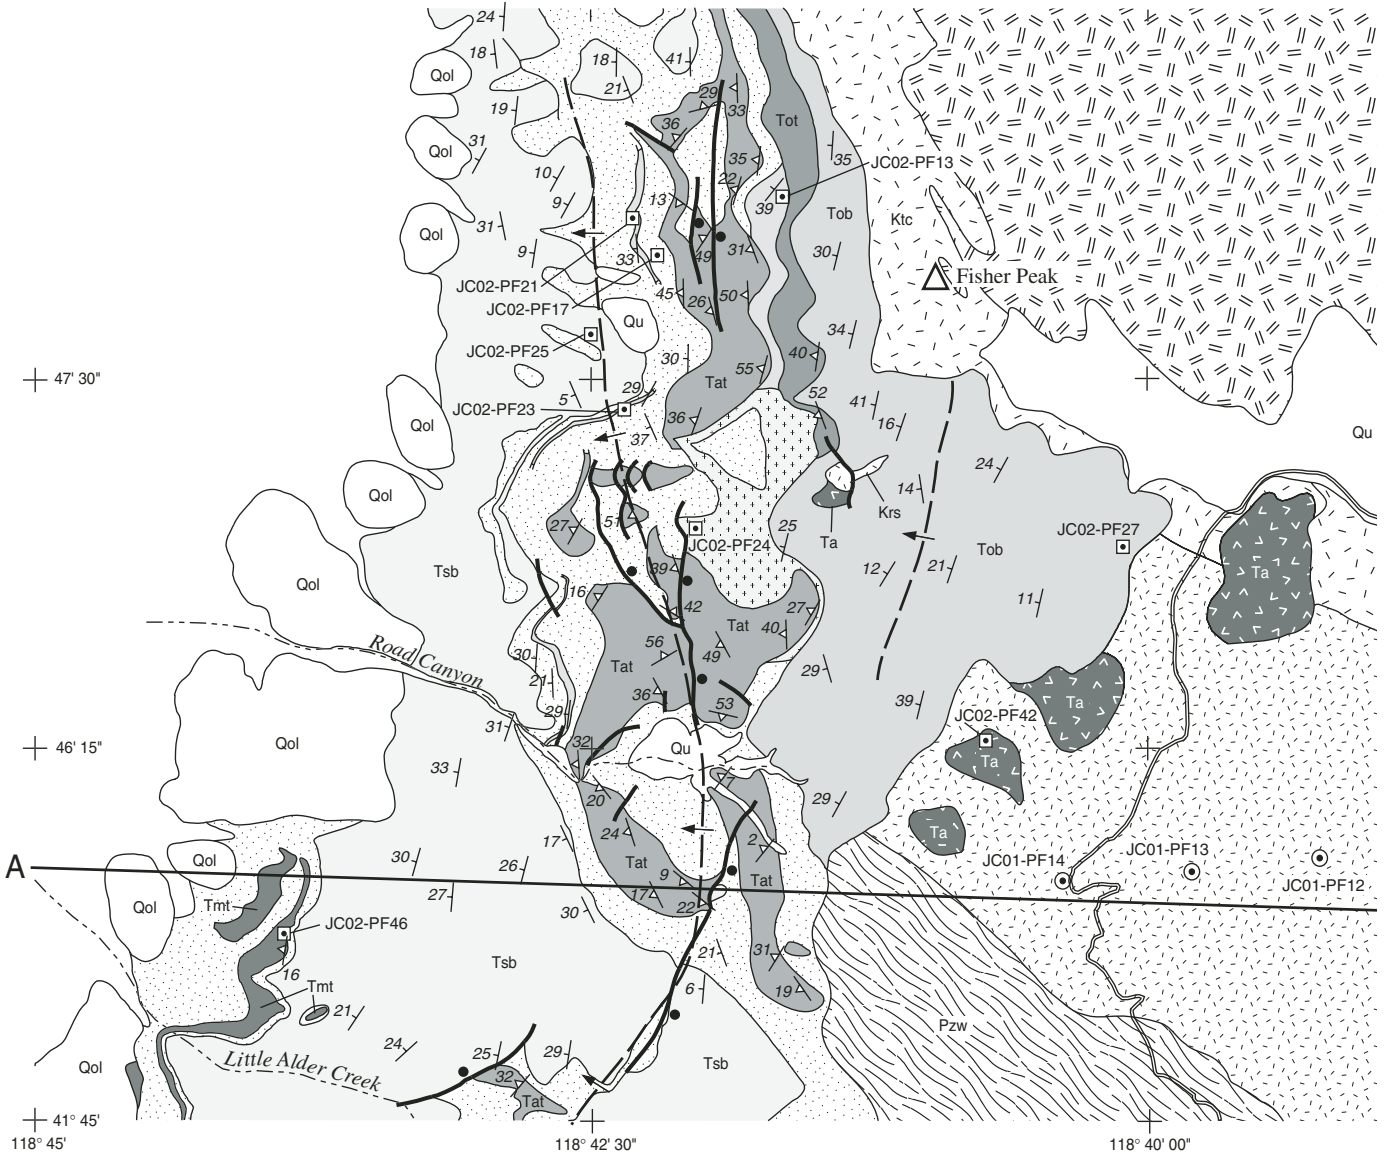 24
18
18
41
Qol
21
29
33
19
Tot
36
31
Qol
35
35
JC02-PF13
10
22
9
13
39
Tob
Ktc
31
Qol
9
33
49
31
30
Fisher Peak
JC02-PF21
45
26
50
JC02-PF17
Qu
34
JC02-PF25
30
40
47' 30"
55
Tat
5
29
52
41
JC02-PF23
36
16
Qol
37
Qu
24
Qol
14
27
51
Krs
25
Ta
JC02-PF27
JC02-PF24
Tob
Qol
Tsb
39
12
21
Ta
16
42
27
11
Tat
40
Road Canyon
56
49
30
Tat
29
21
36
39
Ta
53
29
JC02-PF42
31
Qol
32
Qu
46' 15"
Ta
33
7
20
29
17
24
2
Ta
A
Qol
30
26
Tat
9
Tat
JC01-PF14
JC01-PF13
JC01-PF12
27
17
22
Qol
Tmt
30
JC02-PF46
21
31
16
Tsb
6
19
Tmt
21
Pzw
24
25
29
Qol
Little Alder Creek
32
Tsb
Tat
41° 45'
118° 45'
118° 42' 30"
118° 40' 00"